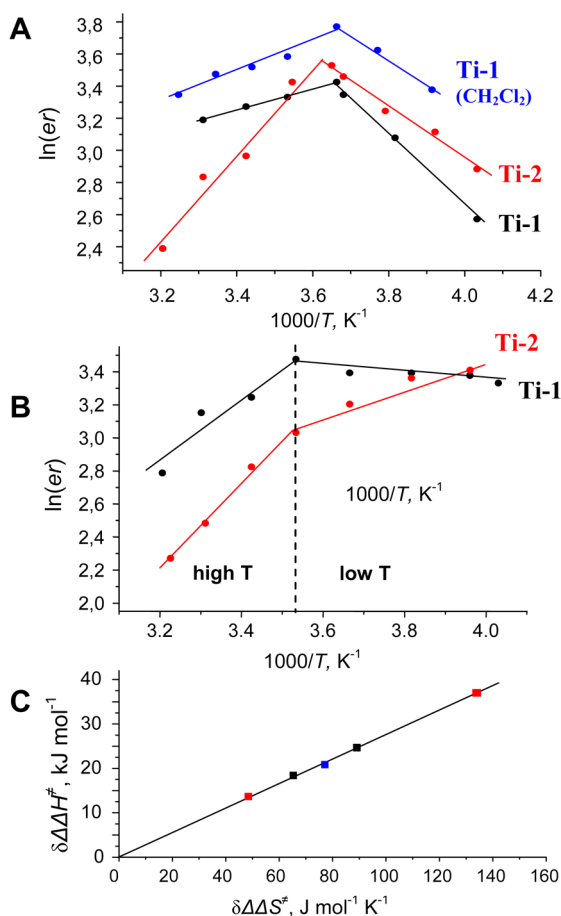 A
3,8
3,6
3,4
3,2
3,0
2,8
2,6
2,4
ln(er)
Ti-1
(CH2Cl2)
Ti-2
Ti-1
3.2 3.4 3.6 3.8 4.0 4.2
1000/T, K⁻¹
B
3,4
3,2
3,0
2,8
2,6
2,4
2,2
2,0
ln(er)
Ti-2
Ti-1
1000/T, K⁻¹
high T low T
3.2 3.4 3.6 3.8 4.0
1000/T, K⁻¹
C
40
30
20
10
0
δΔΔH≠, kJ mol⁻¹
0 20 40 60 80 100 120 140 160
δΔΔS≠, J mol⁻¹ K⁻¹